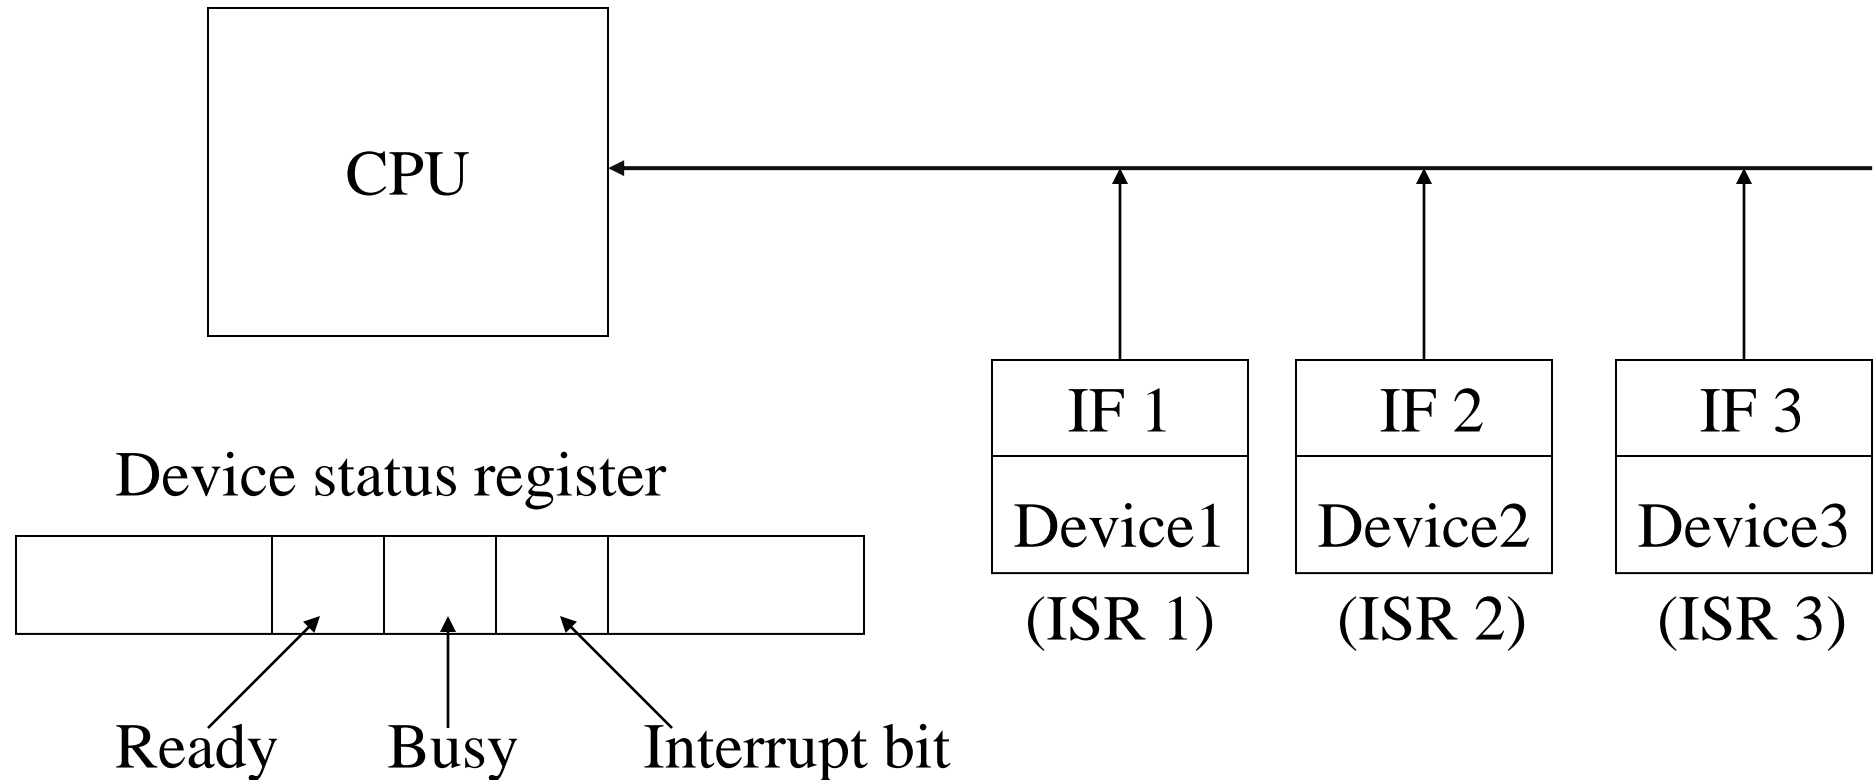 CPU
IF 1
IF 2
IF 3
Device1
Device2
Device3
(ISR 1)
(ISR 2)
(ISR 3)
Device status register
Ready
Busy
Interrupt bit